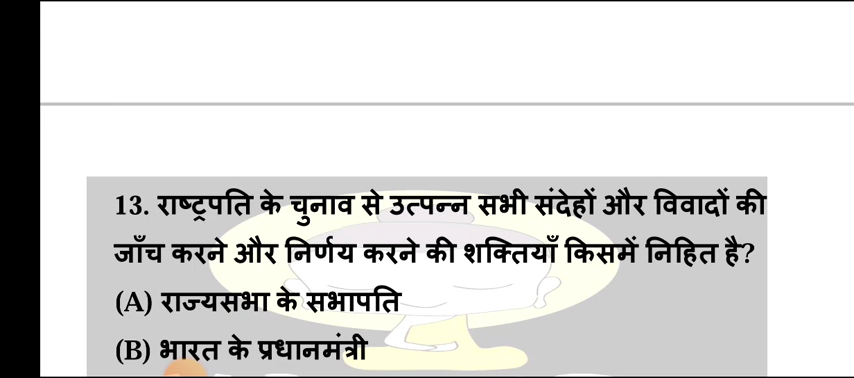 13. राष्ट्रपति के चुनाव से उत्पन्न सभी संदेहों और विवादों की
जाँच करने और निर्णय करने की शक्तियाँ किसमें निहित है?
(A) राज्यसभा के सभापति
(B) भारत के प्रधानमंत्री